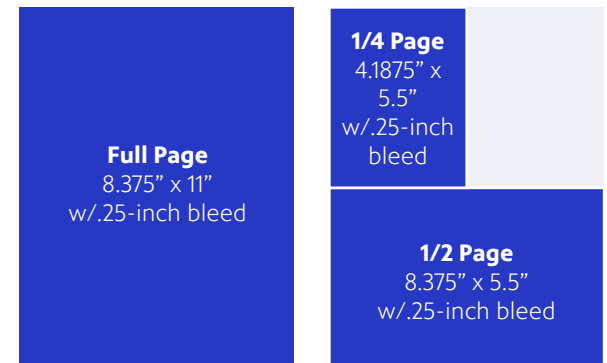 Full Page
8.375” x 11”
w/.25-inch bleed
1/4 Page
4.1875” x
5.5”
w/.25-inch
bleed
1/2 Page
8.375” x 5.5”
w/.25-inch bleed